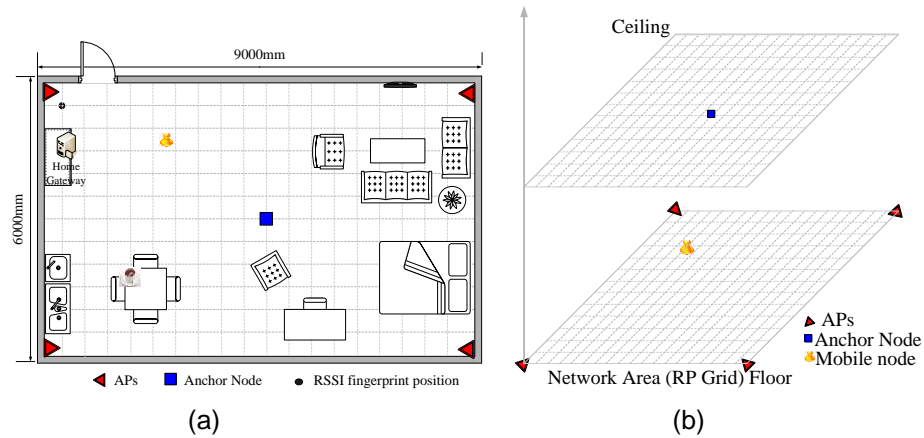 9000mm
6000mm
Home
Gateway
APs
Anchor Node
RSSI fingerprint position
(a)
Ceiling
APs
Anchor Node
Mobile node
Network Area (RP Grid) Floor
(b)